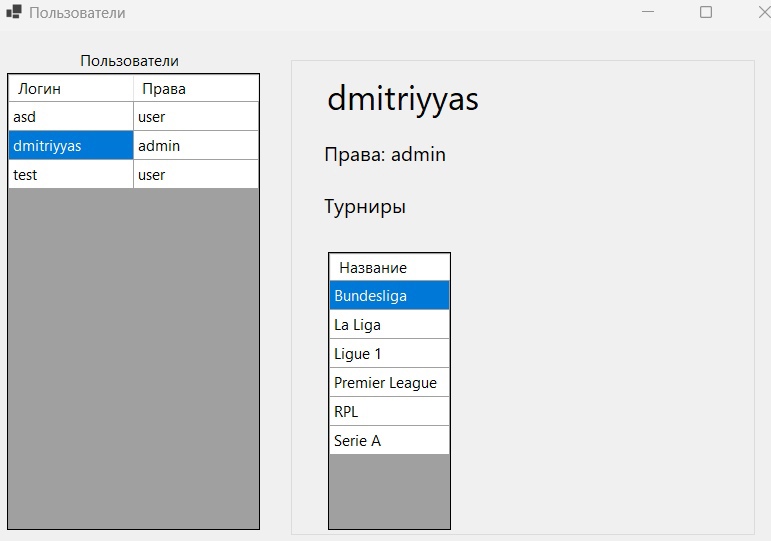 Пользователи
Пользователи
Логин Права
asd user
dmitriyyas admin
test user
dmitriyyas
Права: admin
Турниры
Название
Bundesliga
La Liga
Ligue 1
Premier League
RPL
Serie A